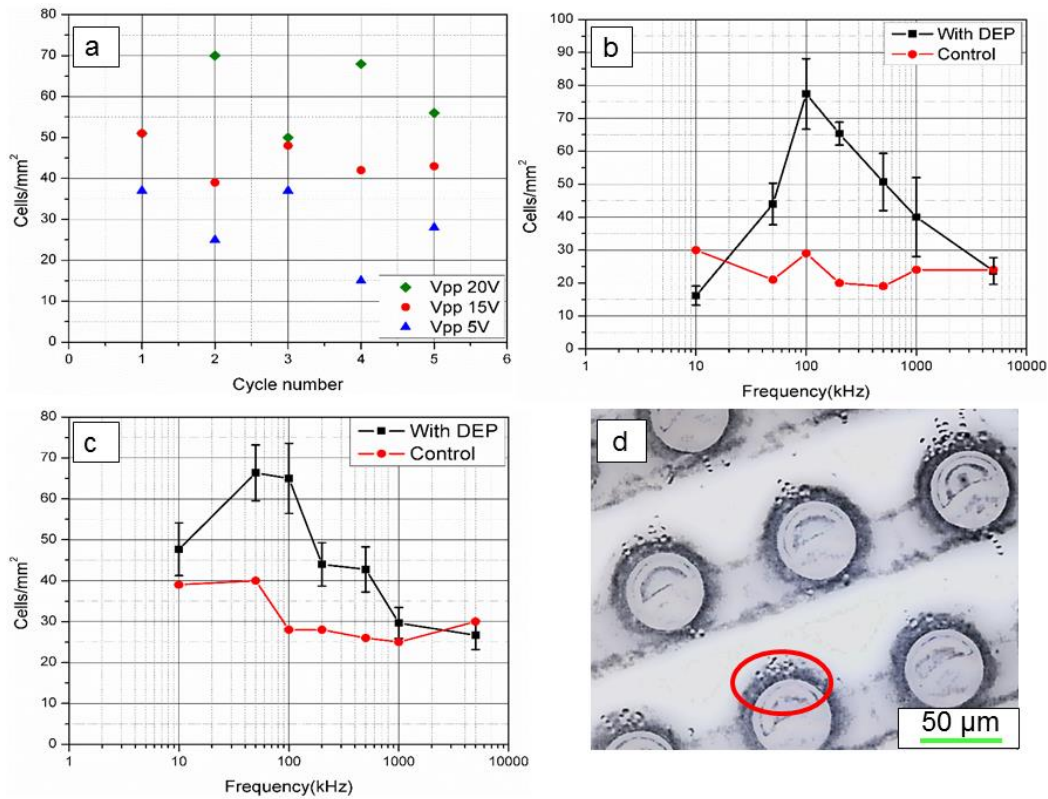 a
80
70
60
50
40
30
20
10
0
Cells/mm²
0 1 2 3 4 5 6
Cycle number
Vpp 20V
Vpp 15V
Vpp 5V
b
100
90
80
70
60
50
40
30
20
10
0
Cells/mm²
1 10 100 1000 10000
Frequency(kHz)
With DEP
Control
c
80
70
60
50
40
30
20
10
0
Cells/mm²
1 10 100 1000 10000
Frequency(kHz)
With DEP
Control
d
50 µm